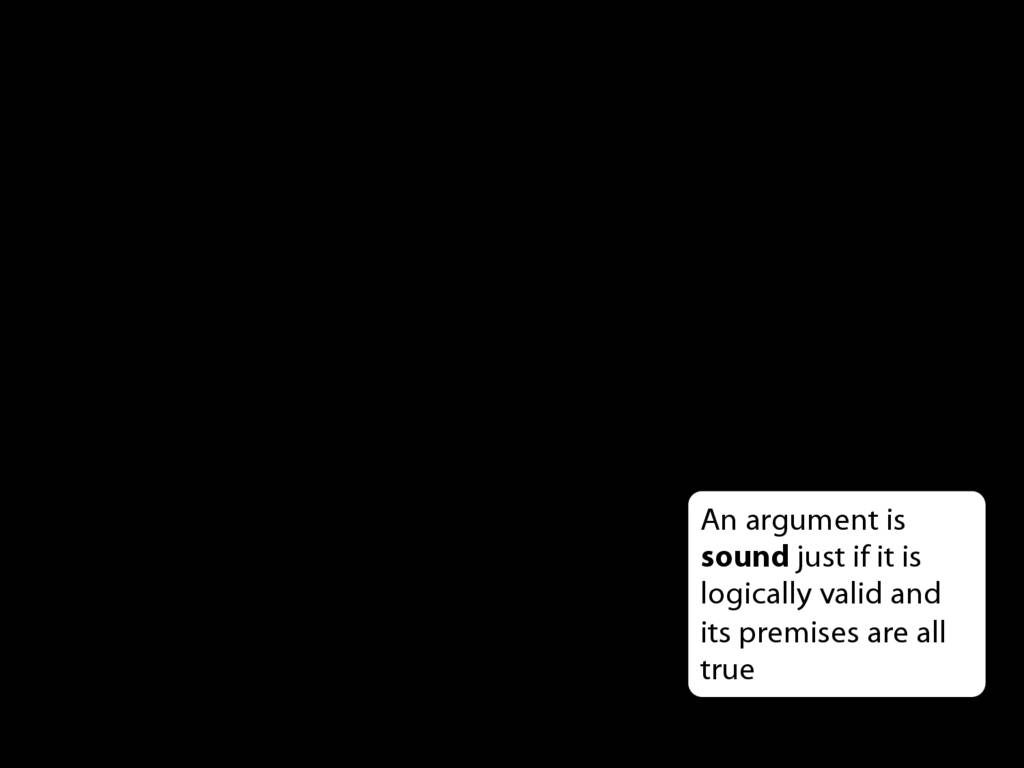 An argument is
sound just if it is
logically valid and
its premises are all
true